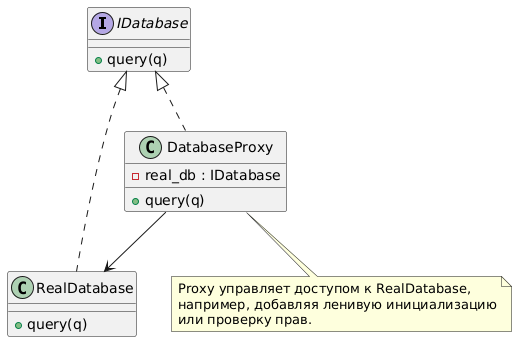 I IDatabase
query(q)
C DatabaseProxy
real_db : IDatabase
query(q)
C RealDatabase
query(q)
Proxy управляет доступом к RealDatabase,
например, добавляя ленивую инициализацию
или проверку прав.